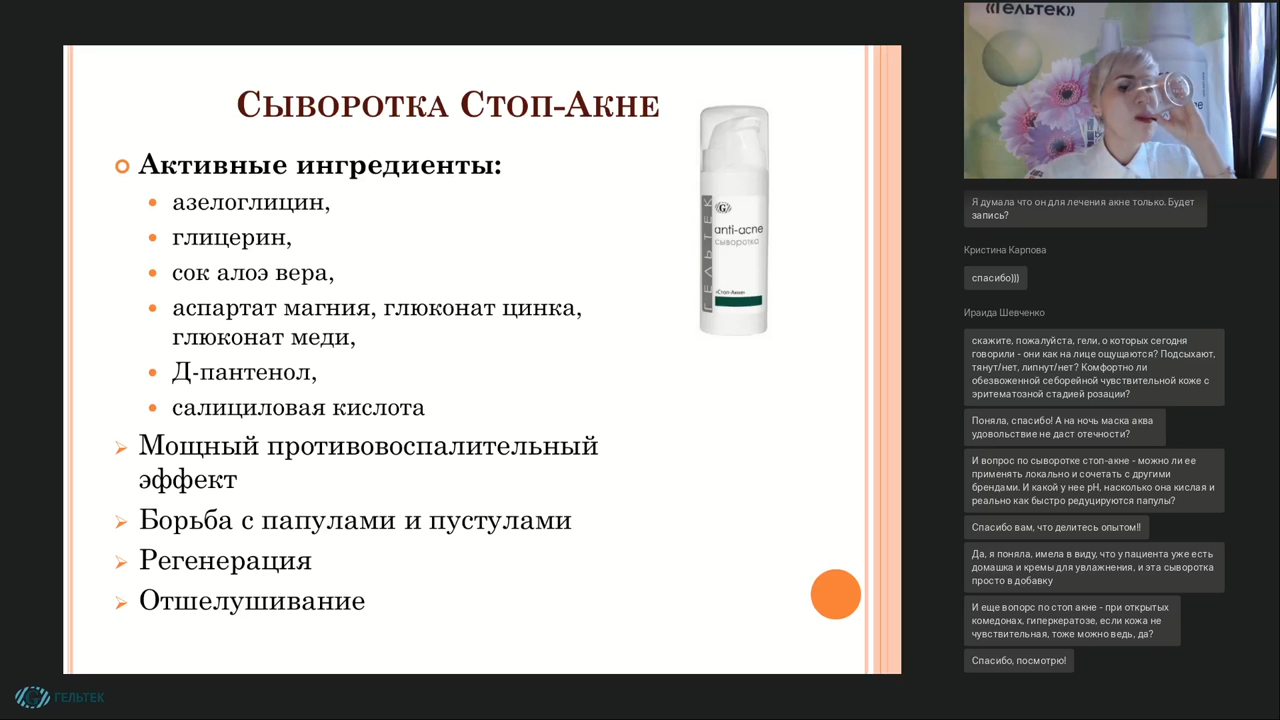 Сыворотка Стоп-Акне
Активные ингредиенты:
азелоглицин,
глицерин,
сок алоэ вера,
аспартат магния, глюконат цинка,
глюконат меди,
Д-пантенол,
салициловая кислота
Мощный противовоспалительный
эффект
Борьба с папулами и пустулами
Регенерация
Отшелушивание
ГЕЛЬТЕК
G
anti-acne
сыворотка
«Стоп-Акне»
G ГЕЛЬТЕК
«Гельтек»
Я думала что он для лечения акне только. Будет
запись?
Кристина Карпова
спасибо)))
Ираида Шевченко
скажите, пожалуйста, гели, о которых сегодня
говорили - они как на лице ощущаются? Подсыхают,
тянут/нет, липнут/нет? Комфортно ли
обезвоженной себорейной чувствительной коже с
эритематозной стадией розации?
Поняла, спасибо! А на ночь маска аква
удовольствие не даст отечности?
И вопрос по сыворотке стоп-акне - можно ли ее
применять локально и сочетать с другими
брендами. И какой у нее pH, насколько она кислая и
реально как быстро редуцируются папулы?
Спасибо вам, что делитесь опытом!!
Да, я поняла, имела в виду, что у пациента уже есть
домашка и кремы для увлажнения, и эта сыворотка
просто в добавку
И еще вопорс по стоп акне - при открытых
комедонах, гиперкератозе, если кожа не
чувствительная, тоже можно ведь, да?
Спасибо, посмотрю!